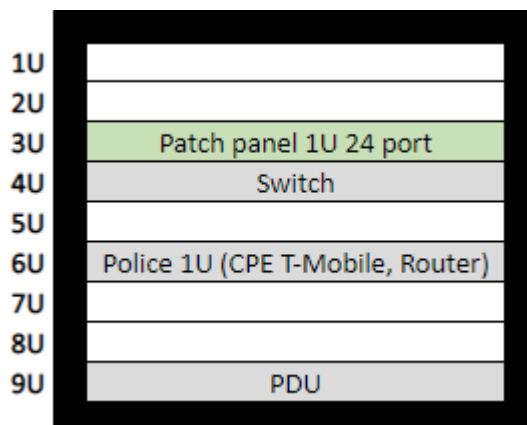 1U
2U
3U Patch panel 1U 24 port
4U Switch
5U
6U Police 1U (CPE T-Mobile, Router)
7U
8U
9U PDU